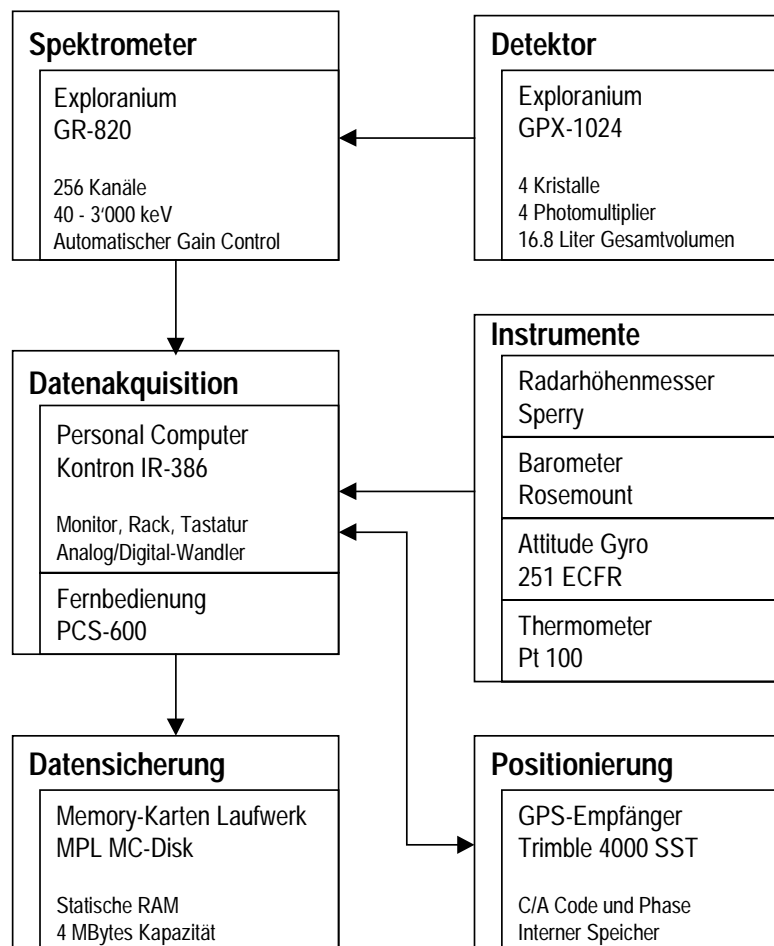 Spektrometer
Exploranium
GR-820
256 Kanäle
40 - 3'000 keV
Automatischer Gain Control
Detektor
Exploranium
GPX-1024
4 Kristalle
4 Photomultiplier
16.8 Liter Gesamtvolumen
Datenakquisition
Personal Computer
Kontron IR-386
Monitor, Rack, Tastatur
Analog/Digital-Wandler
Fernbedienung
PCS-600
Instrumente
Radarhöhenmesser
Sperry
Barometer
Rosemount
Attitude Gyro
251 ECFR
Thermometer
Pt 100
Datensicherung
Memory-Karten Laufwerk
MPL MC-Disk
Statische RAM
4 MBytes Kapazität
Positionierung
GPS-Empfänger
Trimble 4000 SST
C/A Code und Phase
Interner Speicher